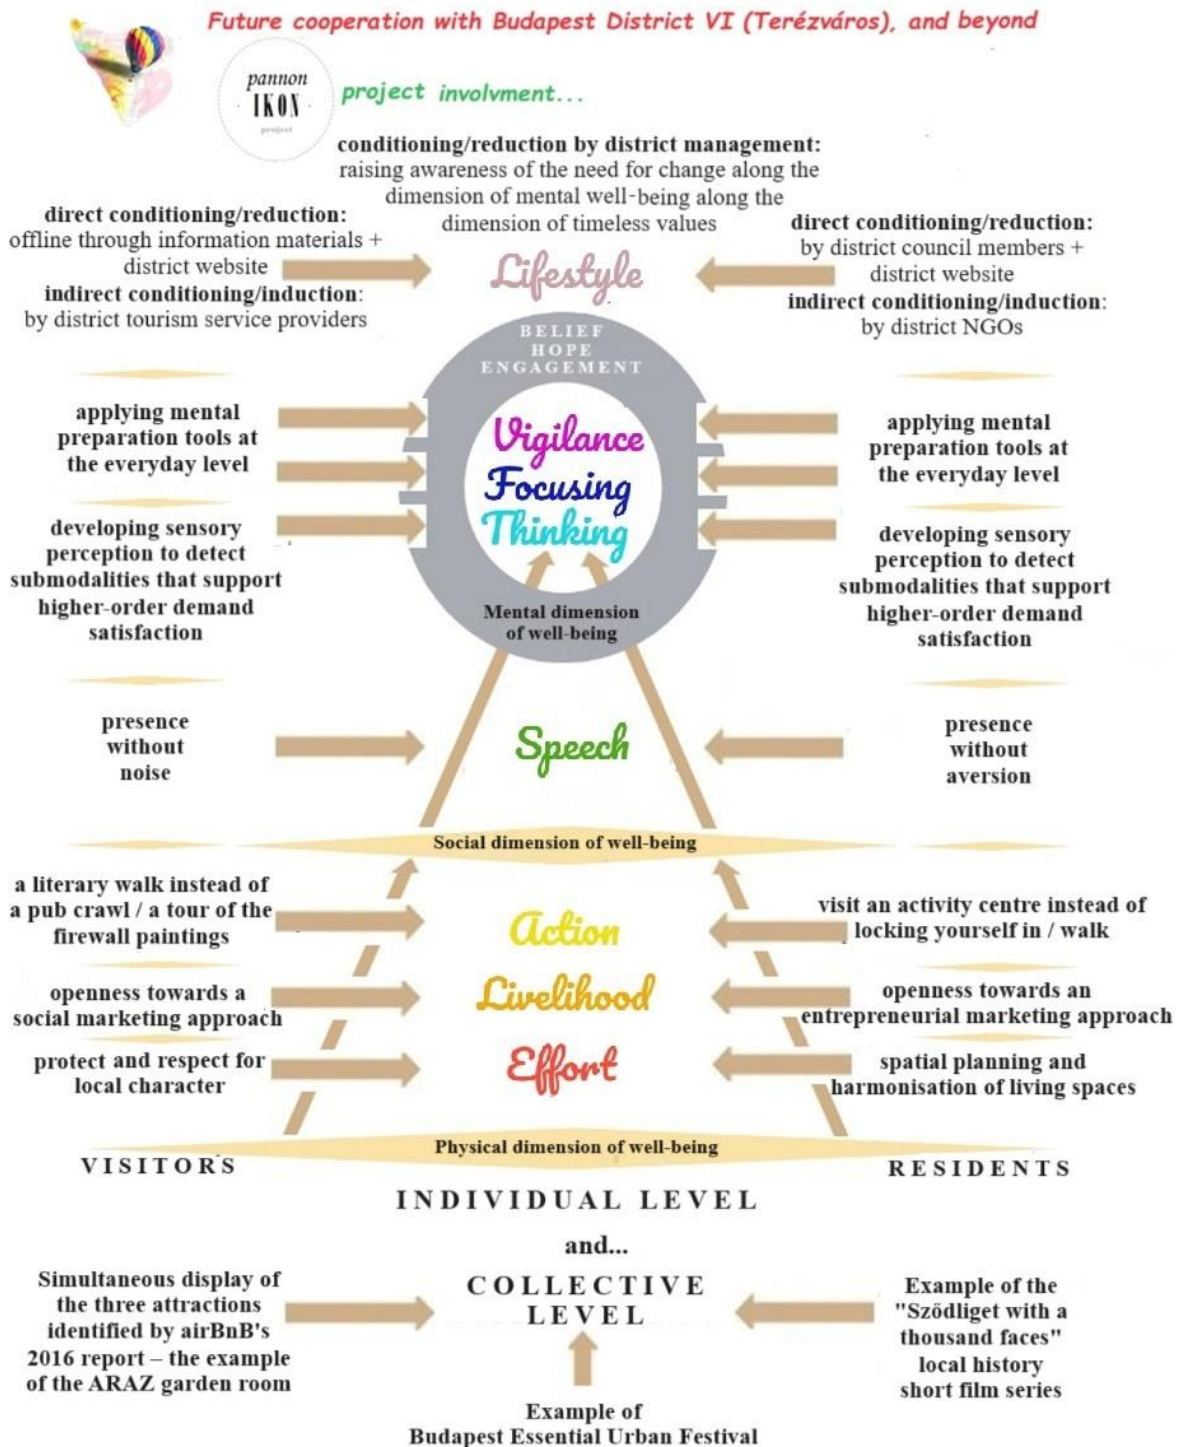 Future cooperation with Budapest District VI (Terézváros), and beyond
pannon
IKON
project
project involvment...
conditioning/reduction by district management:
raising awareness of the need for change along the
dimension of mental well-being along the
dimension of timeless values
direct conditioning/reduction:
offline through information materials +
district website
indirect conditioning/induction:
by district tourism service providers
Lifestyle
direct conditioning/reduction:
by district council members +
district website
indirect conditioning/induction:
by district NGOs
BELIEF
HOPE
ENGAGEMENT
applying mental
preparation tools at
the everyday level
Vigilance
Focusing
Thinking
applying mental
preparation tools at
the everyday level
developing sensory
perception to detect
submodalities that support
higher-order demand
satisfaction
Mental dimension
of well-being
developing sensory
perception to detect
submodalities that support
higher-order demand
satisfaction
presence
without
noise
Speech
presence
without
aversion
Social dimension of well-being
a literary walk instead of
a pub crawl / a tour of the
firewall paintings
Action
visit an activity centre instead of
locking yourself in / walk
openness towards a
social marketing approach
Livelihood
openness towards an
entrepreneurial marketing approach
protect and respect for
local character
Effort
spatial planning and
harmonisation of living spaces
Physical dimension of well-being
VISITORS
RESIDENTS
INDIVIDUAL LEVEL
and...
COLLECTIVE
LEVEL
Simultaneous display of
the three attractions
identified by airBnB's
2016 report – the example
of the ARAZ garden room
Example of the
"Sződliget with a
thousand faces"
local history
short film series
Example of
Budapest Essential Urban Festival